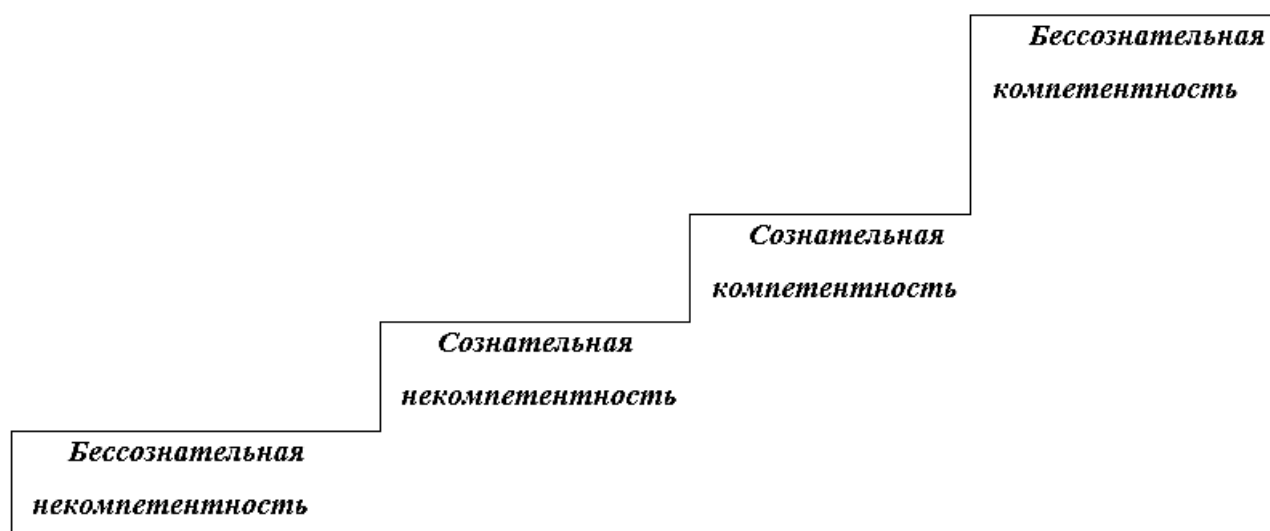 Бессознательная
компетентность
Сознательная
компетентность
Сознательная
некомпетентность
Бессознательная
некомпетентность